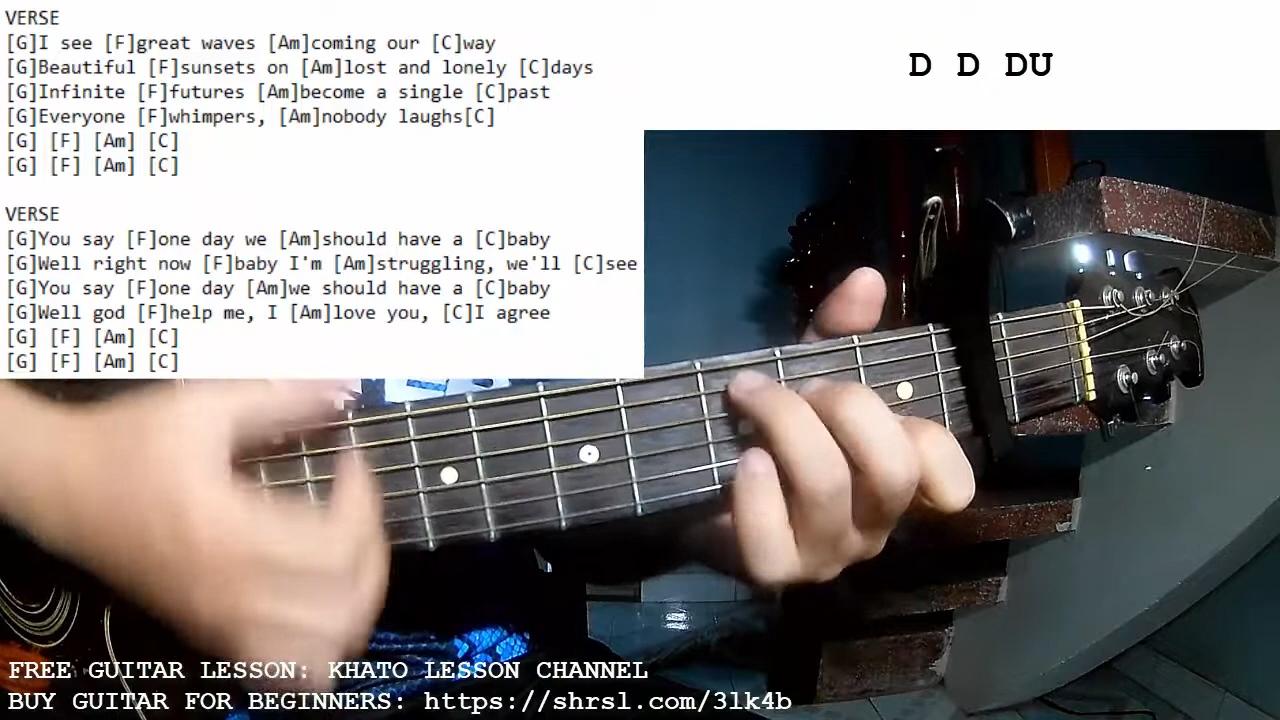 VERSE
[G]I see [F]great waves [Am]coming our [C]way
[G]Beautiful [F]sunsets on [Am]lost and lonely [C]days
[G]Infinite [F]futures [Am]become a single [C]past
[G]Everyone [F]whimpers, [Am]nobody laughs[C]
[G] [F] [Am] [C]
[G] [F] [Am] [C]
VERSE
[G]You say [F]one day we [Am]should have a [C]baby
[G]Well right now [F]baby I'm [Am]struggling, we'll [C]see
[G]You say [F]one day [Am]we should have a [C]baby
[G]Well god [F]help me, I [Am]love you, [C]I agree
[G] [F] [Am] [C]
[G] [F] [Am] [C]
D D DU
FREE GUITAR LESSON: KHATO LESSON CHANNEL
BUY GUITAR FOR BEGINNERS: https://shrsl.com/3lk4b